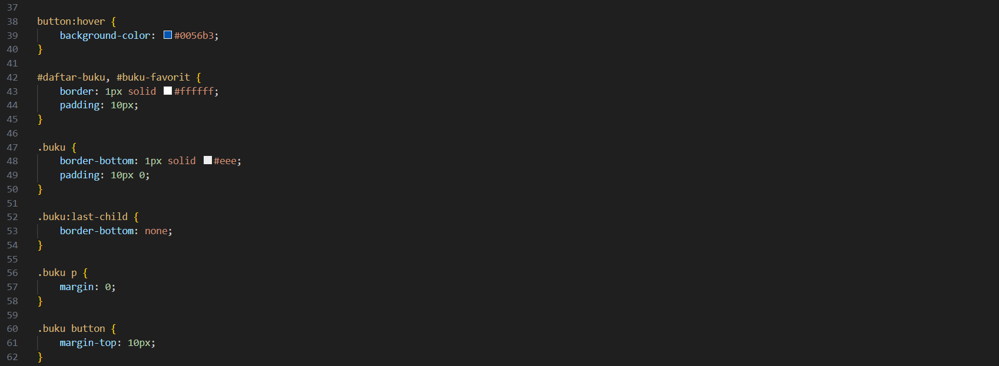 37
38 button:hover {
39     background-color: #0056b3;
40 }
41
42 #daftar-buku, #buku-favorit {
43     border: 1px solid #ffffff;
44     padding: 10px;
45 }
46
47 .buku {
48     border-bottom: 1px solid #eee;
49     padding: 10px 0;
50 }
51
52 .buku:last-child {
53     border-bottom: none;
54 }
55
56 .buku p {
57     margin: 0;
58 }
59
60 .buku button {
61     margin-top: 10px;
62 }